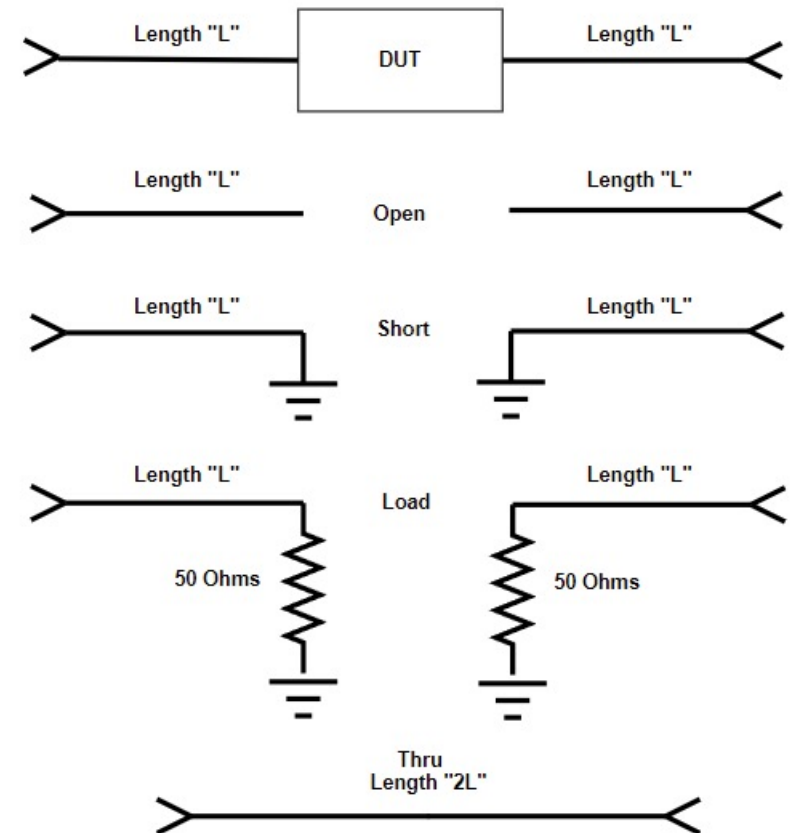 Length "L"
DUT
Length "L"
Length "L"
Open
Length "L"
Length "L"
Short
Length "L"
Length "L"
Load
Length "L"
50 Ohms
50 Ohms
Thru
Length "2L"